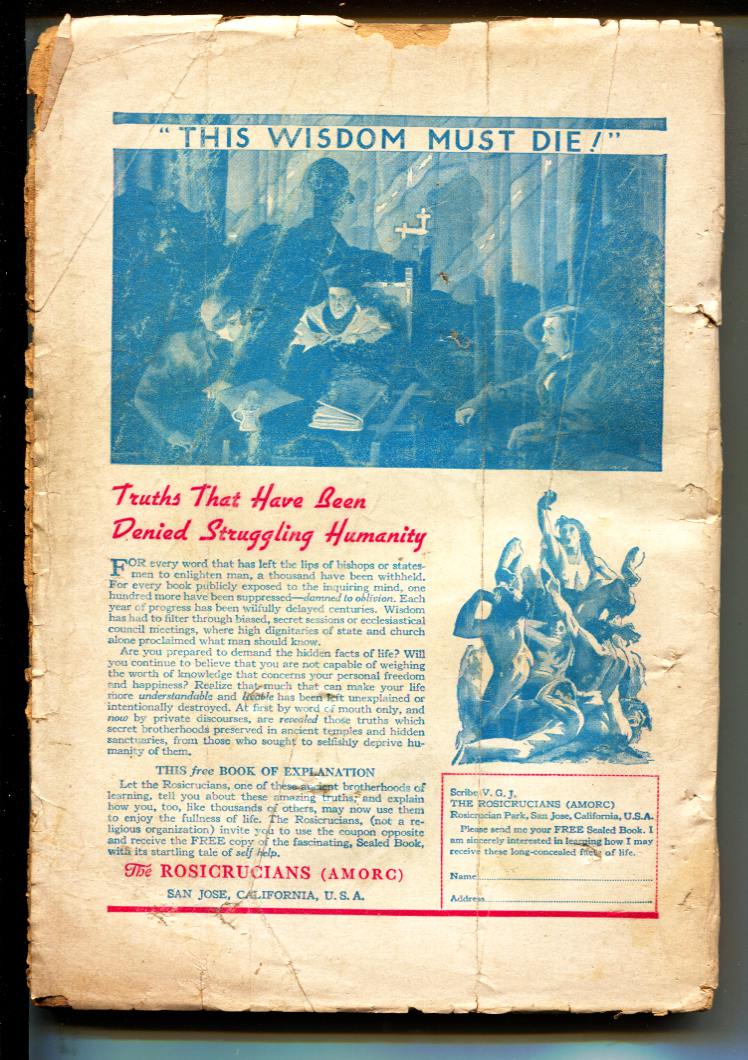 "THIS WISDOM MUST DIE!"
Truths That Have Been
Denied Struggling Humanity
FOR every word that has left the lips of bishops or states-
men to enlighten man, a thousand have been withheld.
For every book publicly exposed to the inquiring mind, one
hundred more have been suppressed—damned to oblivion. Each
year of progress has been wilfully delayed centuries. Wisdom
has had to filter through biased, secret sessions or ecclesiastical
council meetings, where high dignitaries of state and church
alone proclaimed what man should know.
Are you prepared to demand the hidden facts of life? Will
you continue to believe that you are not capable of weighing
the worth of knowledge that concerns your personal freedom
and happiness? Realize that much that can make your life
more understandable and livable has been left unexplained or
intentionally destroyed. At first by word of mouth only, and
now by private discourses, are revealed those truths which
secret brotherhoods preserved in ancient temples and hidden
sanctuaries, from those who sought to selfishly deprive hu-
manity of them.
THIS free BOOK OF EXPLANATION
Let the Rosicrucians, one of these ancient brotherhoods of
learning, tell you about these amazing truths, and explain
how you, too, like thousands of others, may now use them
to enjoy the fullness of life. The Rosicrucians, (not a re-
ligious organization) invite you to use the coupon opposite
and receive the FREE copy of the fascinating, Sealed Book,
with its startling tale of self help.
The ROSICRUCIANS (AMORC)
SAN JOSE, CALIFORNIA, U. S. A.
Scribe V. G. J,
THE ROSICRUCIANS (AMORC)
Rosicrucian Park, San Jose, California, U.S.A.
Please send me your FREE Sealed Book. I
am sincerely interested in learning how I may
receive these long-concealed facts of life.
Name
Address